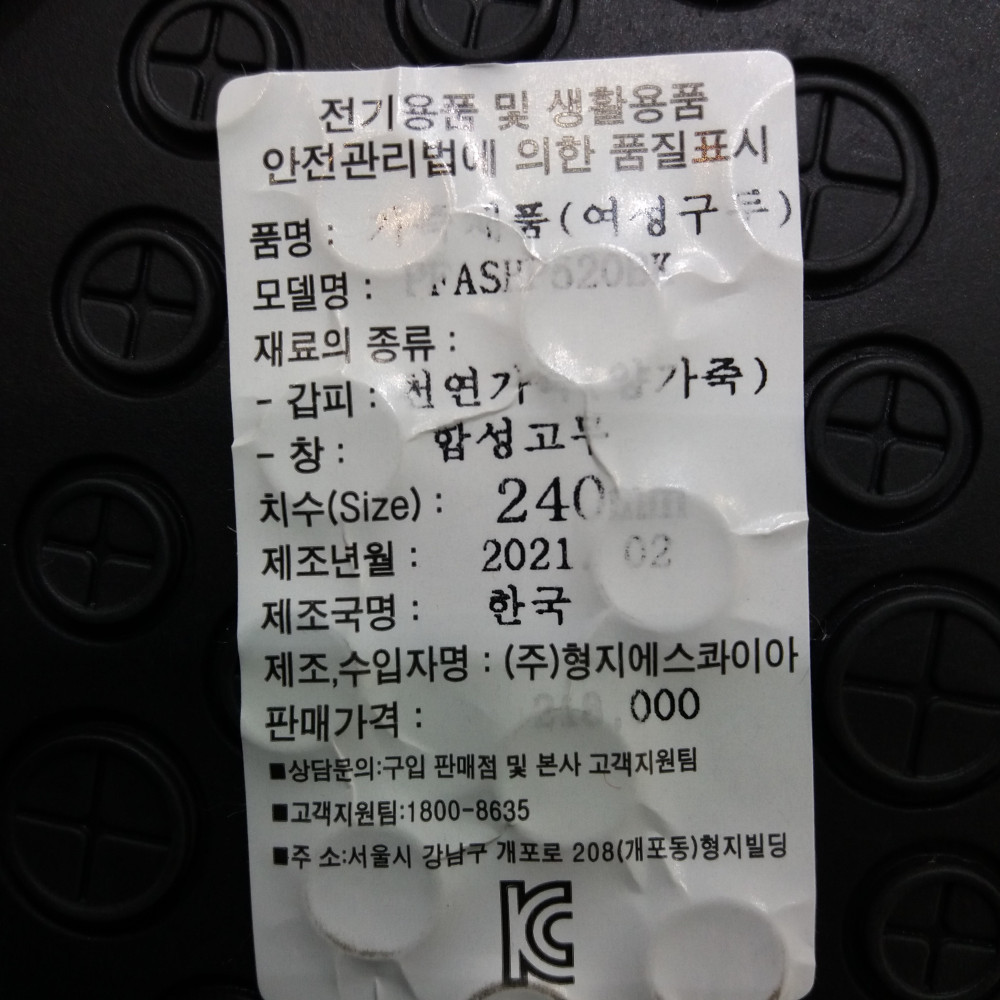 전기용품 및 생활용품
안전관리법에 의한 품질표시
품명 : (여성구두)
모델명 :
재료의 종류 :
- 갑피 : 천연가죽(양가죽)
- 창 : 합성고무
치수(Size) : 240mm
제조년월 : 2021. 02
제조국명 : 한국
제조,수입자명 : (주)형지에스콰이아
판매가격 : ,000
■상담문의:구입 판매점 및 본사 고객지원팀
■고객지원팀:1800-8635
■주 소:서울시 강남구 개포로 208(개포동)형지빌딩
KC